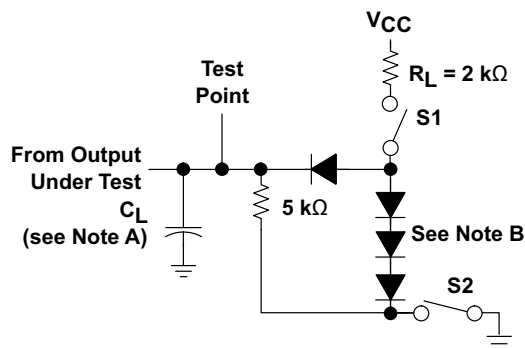 VCC
RL = 2 kΩ
Test
Point
S1
From Output
Under Test
CL
(see Note A)
5 kΩ
See Note B
S2